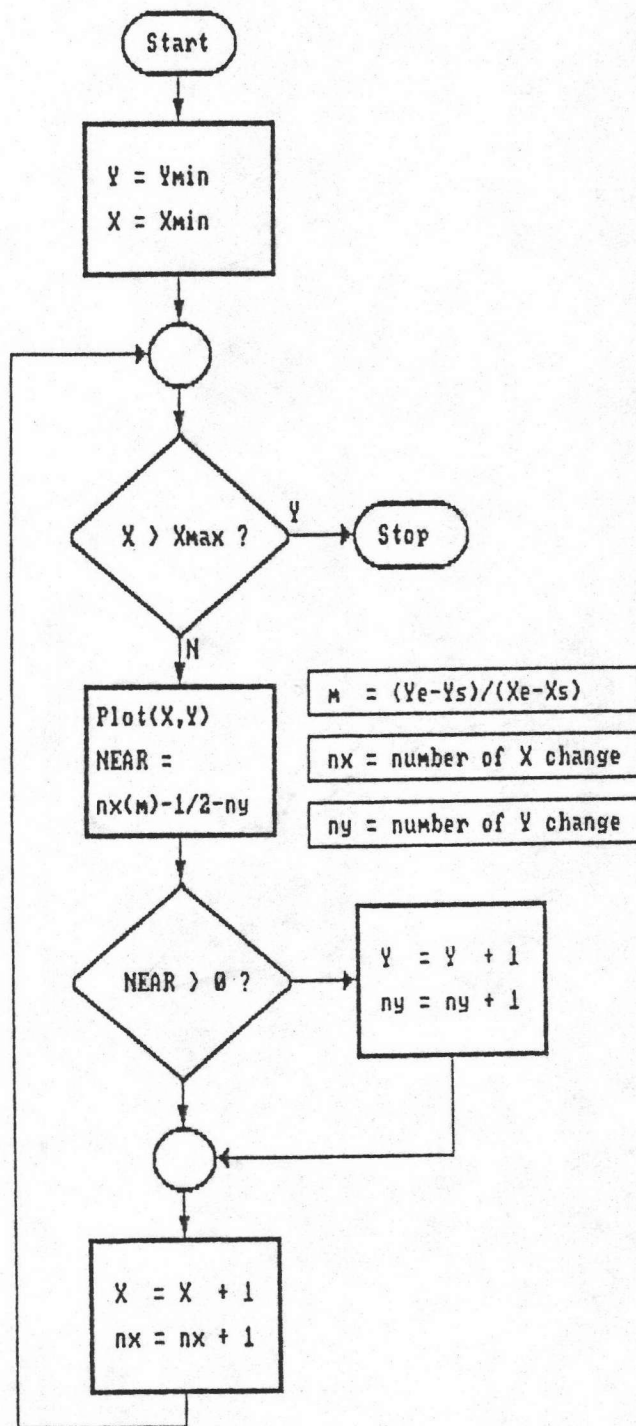 Start
Y = Ymin
X = Xmin
X > Xmax ?
Y
Stop
N
Plot(X,Y)
NEAR =
nx(m)-1/2-ny
m = (Ye-Ys)/(Xe-Xs)
nx = number of X change
ny = number of Y change
NEAR > 0 ?
Y = Y + 1
ny = ny + 1
X = X + 1
nx = nx + 1